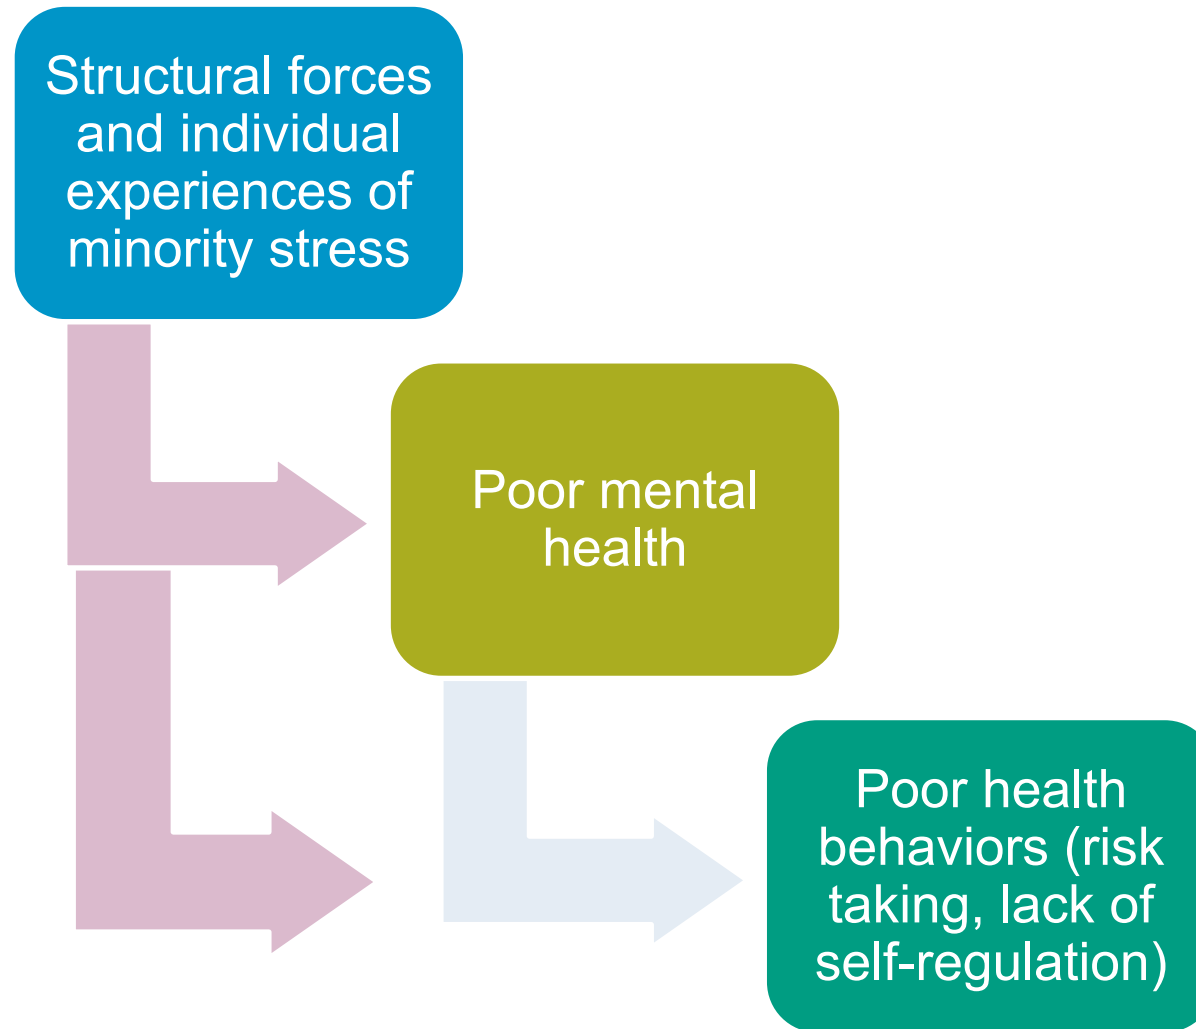 Structural forces
and individual
experiences of
minority stress
Poor mental
health
Poor health
behaviors (risk
taking, lack of
self-regulation)